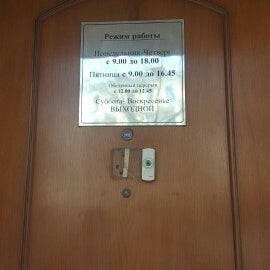 Режим работы
Понедельник-Четверг
с 9.00 до 18.00
Пятница с 9.00 до 16.45
Обеденный перерыв
с 12.00 до 12.45
Суббота- Воскресенье
ВЫХОДНОЙ